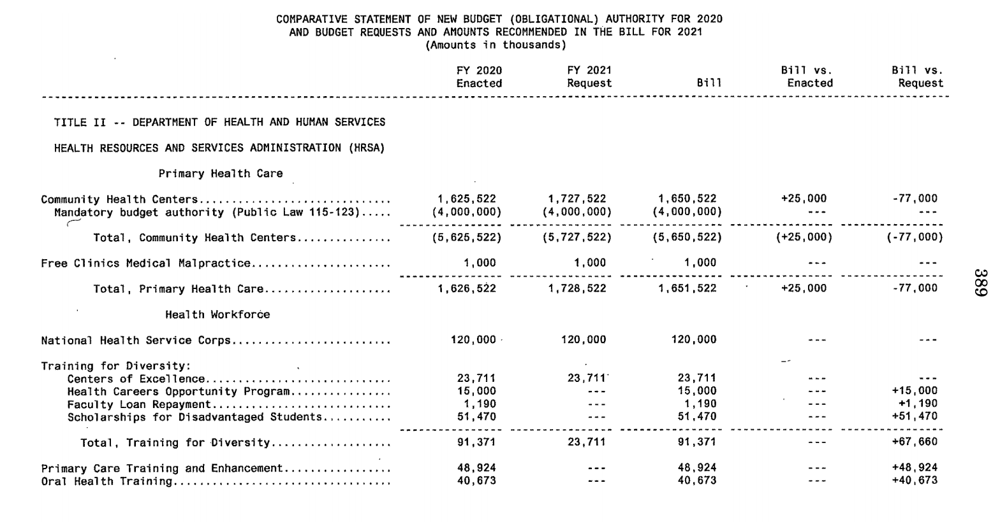 COMPARATIVE STATEMENT OF NEW BUDGET (OBLIGATIONAL) AUTHORITY FOR 2020
AND BUDGET REQUESTS AND AMOUNTS RECOMMENDED IN THE BILL FOR 2021
(Amounts in thousands)
FY 2020 FY 2021 Bill vs. Bill vs.
Enacted Request Bill Enacted Request
TITLE II -- DEPARTMENT OF HEALTH AND HUMAN SERVICES
HEALTH RESOURCES AND SERVICES ADMINISTRATION (HRSA)
Primary Health Care
Community Health Centers............................. 1,625,522 1,727,522 1,650,522 +25,000 -77,000
Mandatory budget authority (Public Law 115-123)..... (4,000,000) (4,000,000) (4,000,000) --- ---
Total, Community Health Centers............... (5,625,522) (5,727,522) (5,650,522) (+25,000) (-77,000)
Free Clinics Medical Malpractice..................... 1,000 1,000 1,000 --- ---
Total, Primary Health Care.................... 1,626,522 1,728,522 1,651,522 +25,000 -77,000
Health Workforce
National Health Service Corps........................ 120,000 120,000 120,000 --- ---
Training for Diversity:
Centers of Excellence............................. 23,711 23,711 23,711 --- ---
Health Careers Opportunity Program................ 15,000 --- 15,000 --- +15,000
Faculty Loan Repayment............................ 1,190 --- 1,190 --- +1,190
Scholarships for Disadvantaged Students........... 51,470 --- 51,470 --- +51,470
Total, Training for Diversity................... 91,371 23,711 91,371 --- +67,660
Primary Care Training and Enhancement................ 48,924 --- 48,924 --- +48,924
Oral Health Training................................. 40,673 --- 40,673 --- +40,673
389